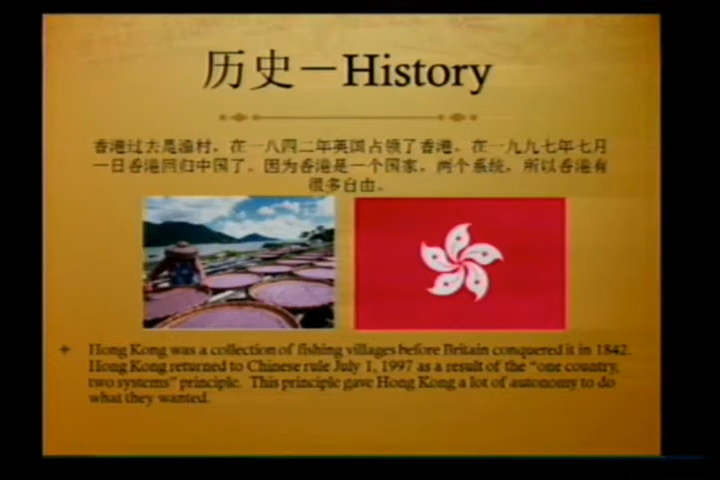 历史－History
香港过去是渔村。在一八四二年英国占领了香港。在一九九七年七月
一日香港回归中国了。因为香港是一个国家，两个系统，所以香港有
很多自由。
Hong Kong was a collection of fishing villages before Britain conquered it in 1842.
Hong Kong returned to Chinese rule July 1, 1997 as a result of the "one country,
two systems" principle. This principle gave Hong Kong a lot of autonomy to do
what they wanted.